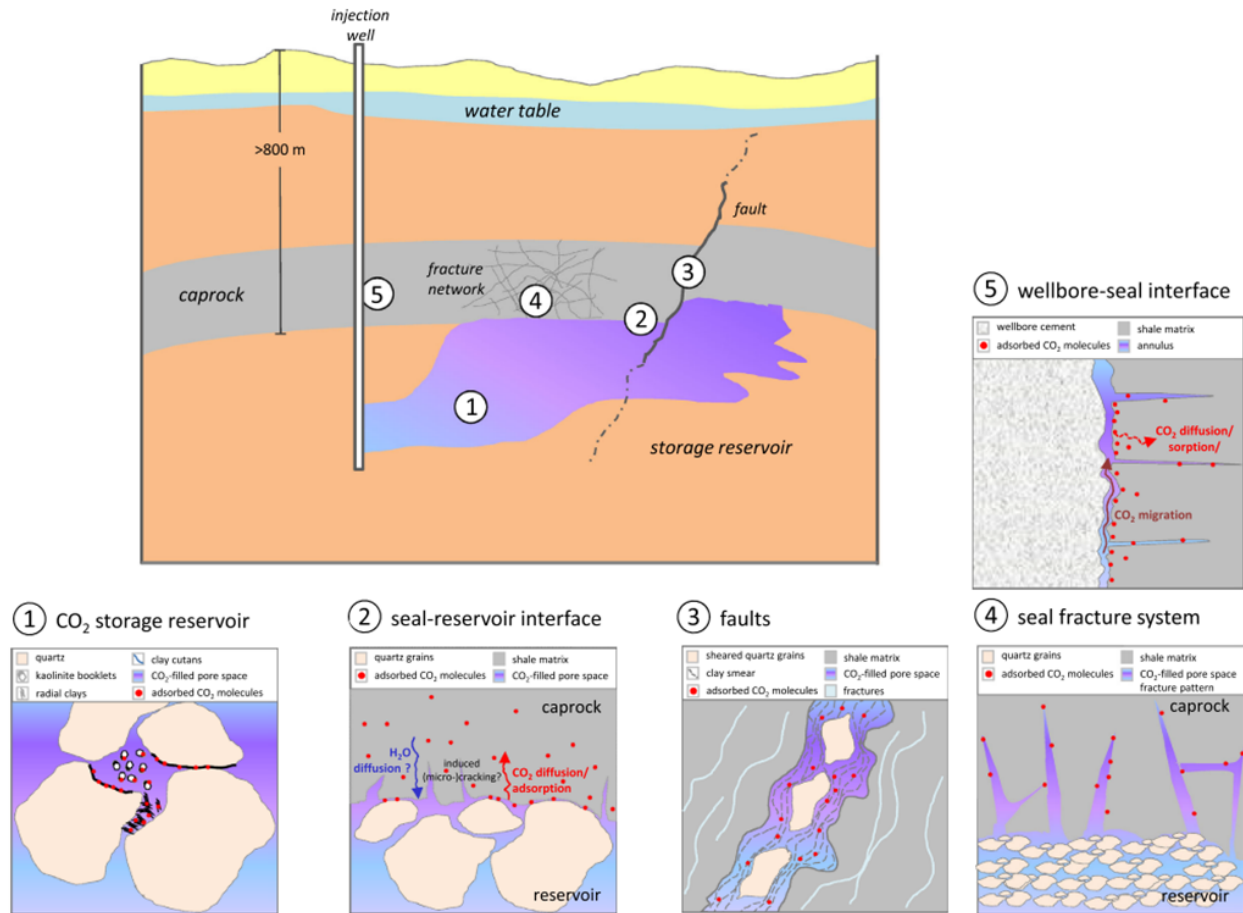 injection
well
water table
>800 m
fault
fracture
network
caprock
storage reservoir
1
2
3
4
5
5 wellbore-seal interface
wellbore cement
shale matrix
adsorbed CO₂ molecules
annulus
CO₂ diffusion/
sorption/
CO₂ migration
1 CO₂ storage reservoir
quartz
clay cutans
kaolinite booklets
CO₂-filled pore space
radial clays
adsorbed CO₂ molecules
2 seal-reservoir interface
quartz grains
shale matrix
adsorbed CO₂ molecules
CO₂-filled pore space
caprock
H₂O
diffusion ?
induced
(micro-)cracking?
CO₂ diffusion/
adsorption
reservoir
3 faults
sheared quartz grains
shale matrix
clay smear
CO₂-filled pore space
adsorbed CO₂ molecules
fractures
4 seal fracture system
quartz grains
shale matrix
adsorbed CO₂ molecules
CO₂-filled pore space
fracture pattern
caprock
reservoir